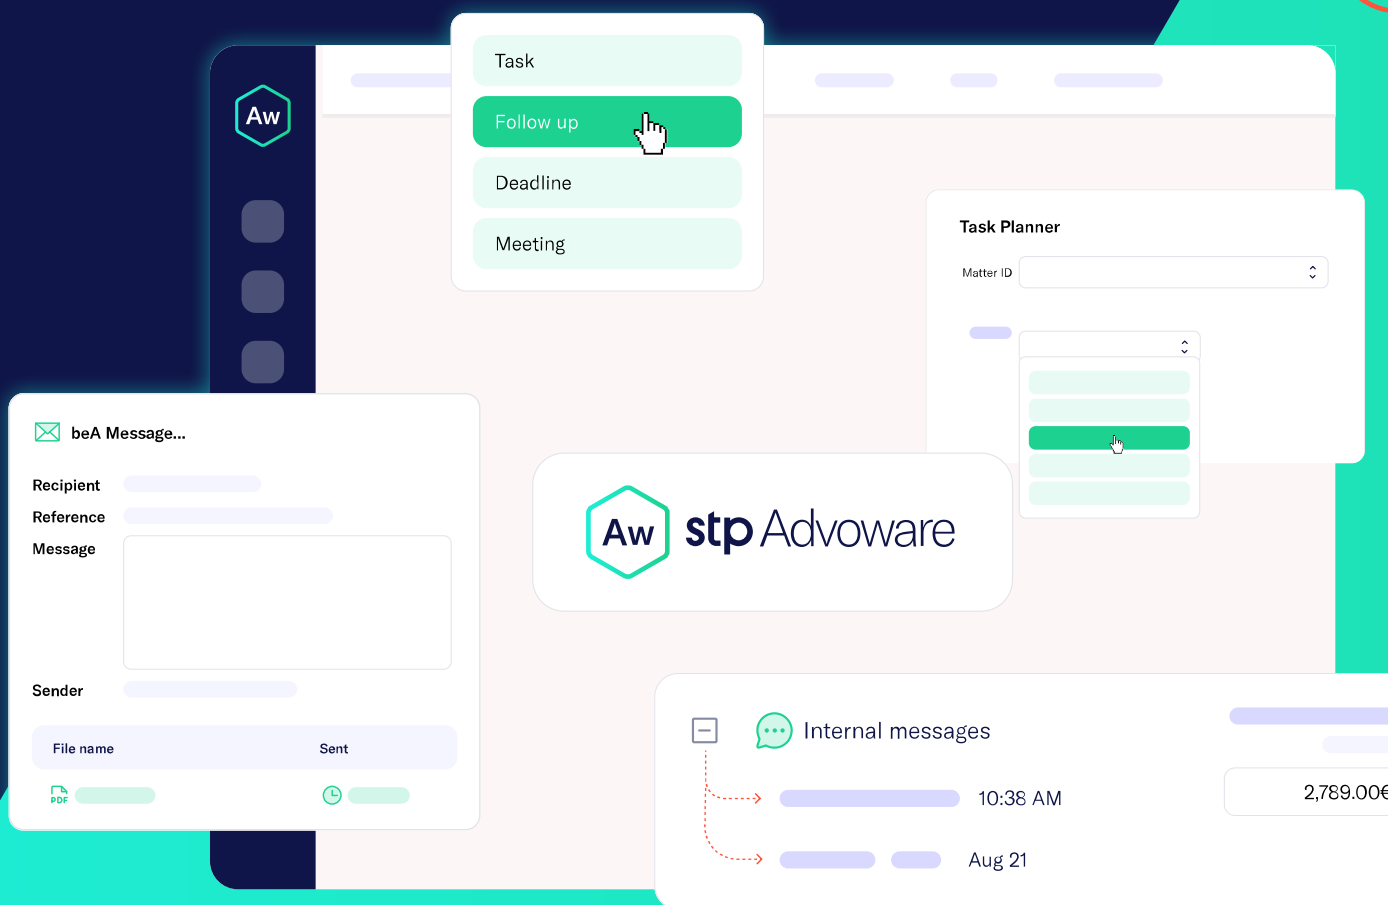 Aw
Task
Follow up
Deadline
Meeting
Task Planner
Matter ID
beA Message...
Recipient
Reference
Message
Sender
File name Sent
PDF
Aw stp Advoware
Internal messages
10:38 AM
2,789.00€
Aug 21